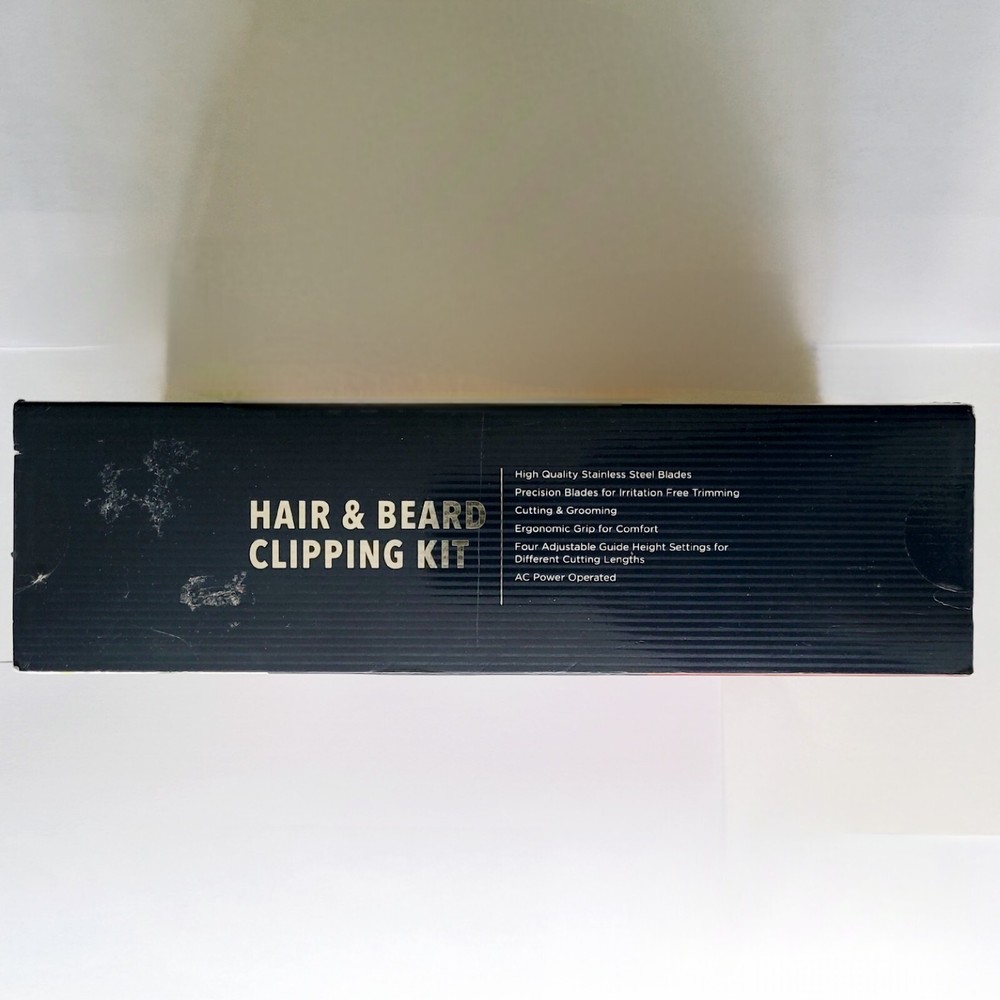 HAIR & BEARD
CLIPPING KIT
High Quality Stainless Steel Blades
Precision Blades for Irritation Free Trimming
Cutting & Grooming
Ergonomic Grip for Comfort
Four Adjustable Guide Height Settings for
Different Cutting Lengths
AC Power Operated